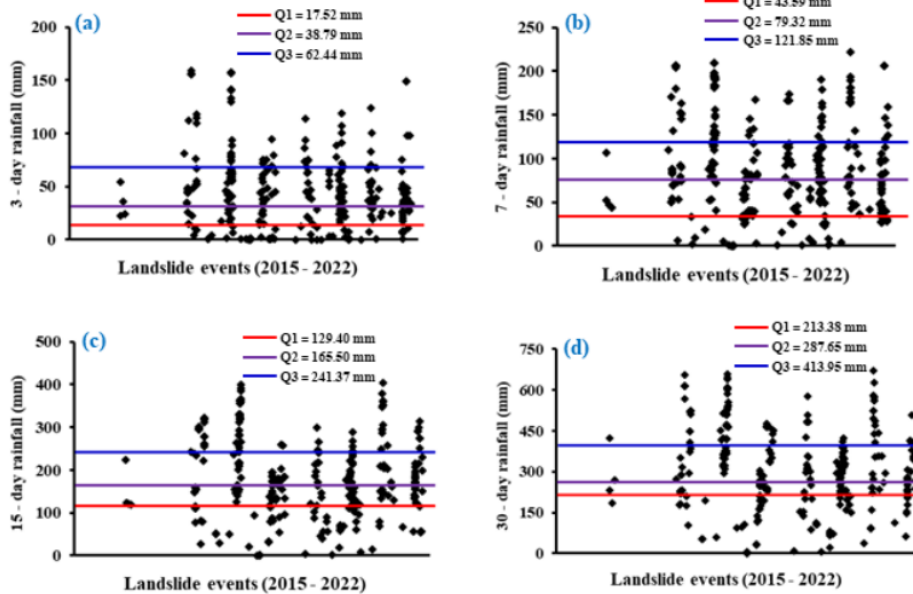 (a)
Q1 = 17.52 mm
Q2 = 38.79 mm
Q3 = 62.44 mm
200
150
100
50
0
3 - day rainfall (mm)
Landslide events (2015 - 2022)
(b)
Q1 = 43.59 mm
Q2 = 79.32 mm
Q3 = 121.85 mm
250
200
150
100
50
0
7 - day rainfall (mm)
Landslide events (2015 - 2022)
(c)
Q1 = 129.40 mm
Q2 = 165.50 mm
Q3 = 241.37 mm
500
400
300
200
100
0
15 - day rainfall (mm)
Landslide events (2015 - 2022)
(d)
Q1 = 213.38 mm
Q2 = 287.65 mm
Q3 = 413.95 mm
750
600
450
300
150
0
30 - day rainfall (mm)
Landslide events (2015 - 2022)